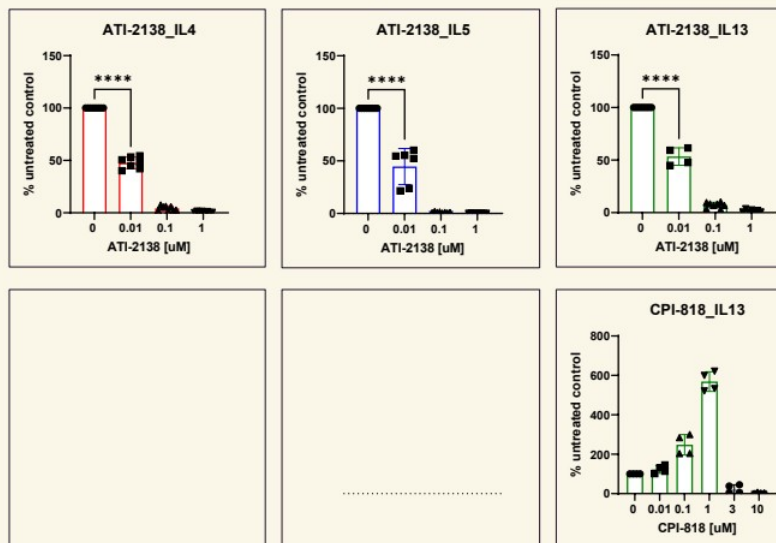 ATI-2138_IL4
****
% untreated control
150
100
50
0
0 0.01 0.1 1
ATI-2138 [uM]
ATI-2138_IL5
****
% untreated control
150
100
50
0
0 0.01 0.1 1
ATI-2138 [uM]
ATI-2138_IL13
****
% untreated control
150
100
50
0
0 0.01 0.1 1
ATI-2138 [uM]
CPI-818_IL13
% untreated control
800
600
400
200
0
0 0.01 0.1 1 3 10
CPI-818 [uM]